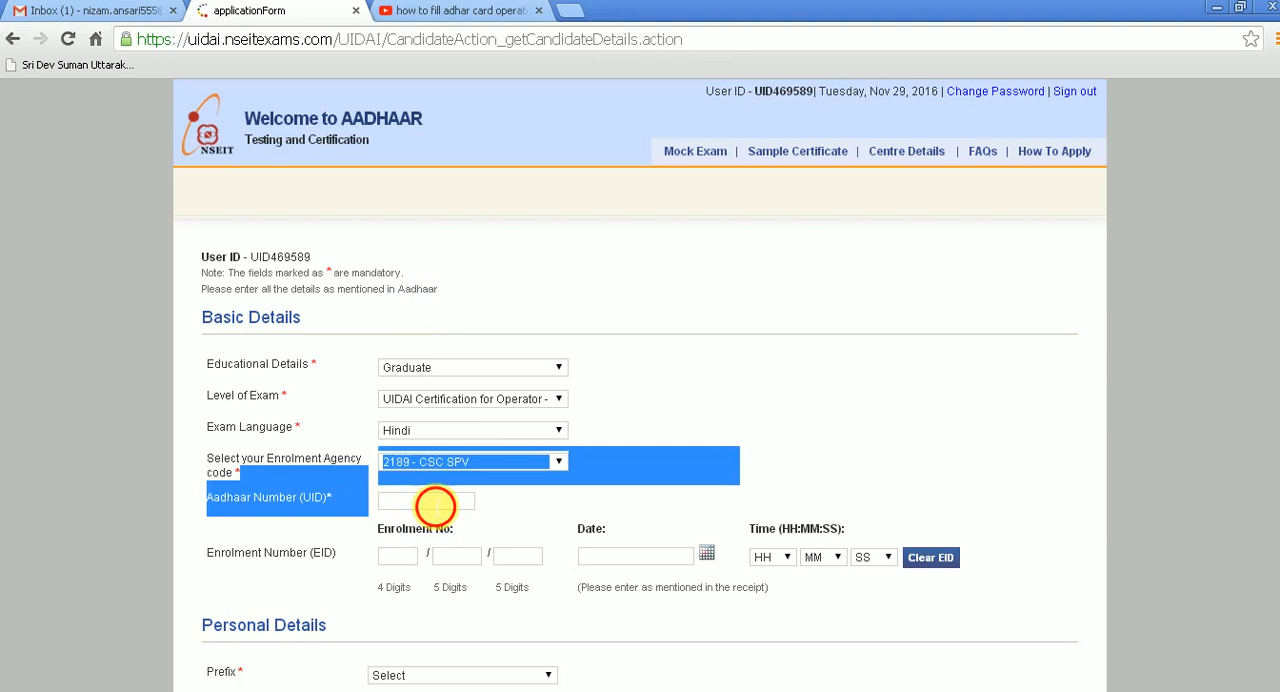 Inbox (1) - nizam.ansari555@
applicationForm
how to fill adhar card operat
https://uidai.nseitexams.com/UIDAI/CandidateAction_getCandidateDetails.action
Sri Dev Suman Uttarak...
User ID - UID469589| Tuesday, Nov 29, 2016 | Change Password | Sign out
NSEIT
Welcome to AADHAAR
Testing and Certification
Mock Exam | Sample Certificate | Centre Details | FAQs | How To Apply
User ID - UID469589
Note: The fields marked as * are mandatory.
Please enter all the details as mentioned in Aadhaar
Basic Details
Educational Details * Graduate
Level of Exam * UIDAI Certification for Operator -
Exam Language * Hindi
Select your Enrolment Agency
code * 2189 - CSC SPV
Aadhaar Number (UID)*
Enrolment No: Date: Time (HH:MM:SS):
Enrolment Number (EID) / / HH MM SS Clear EID
4 Digits 5 Digits 5 Digits (Please enter as mentioned in the receipt)
Personal Details
Prefix * Select